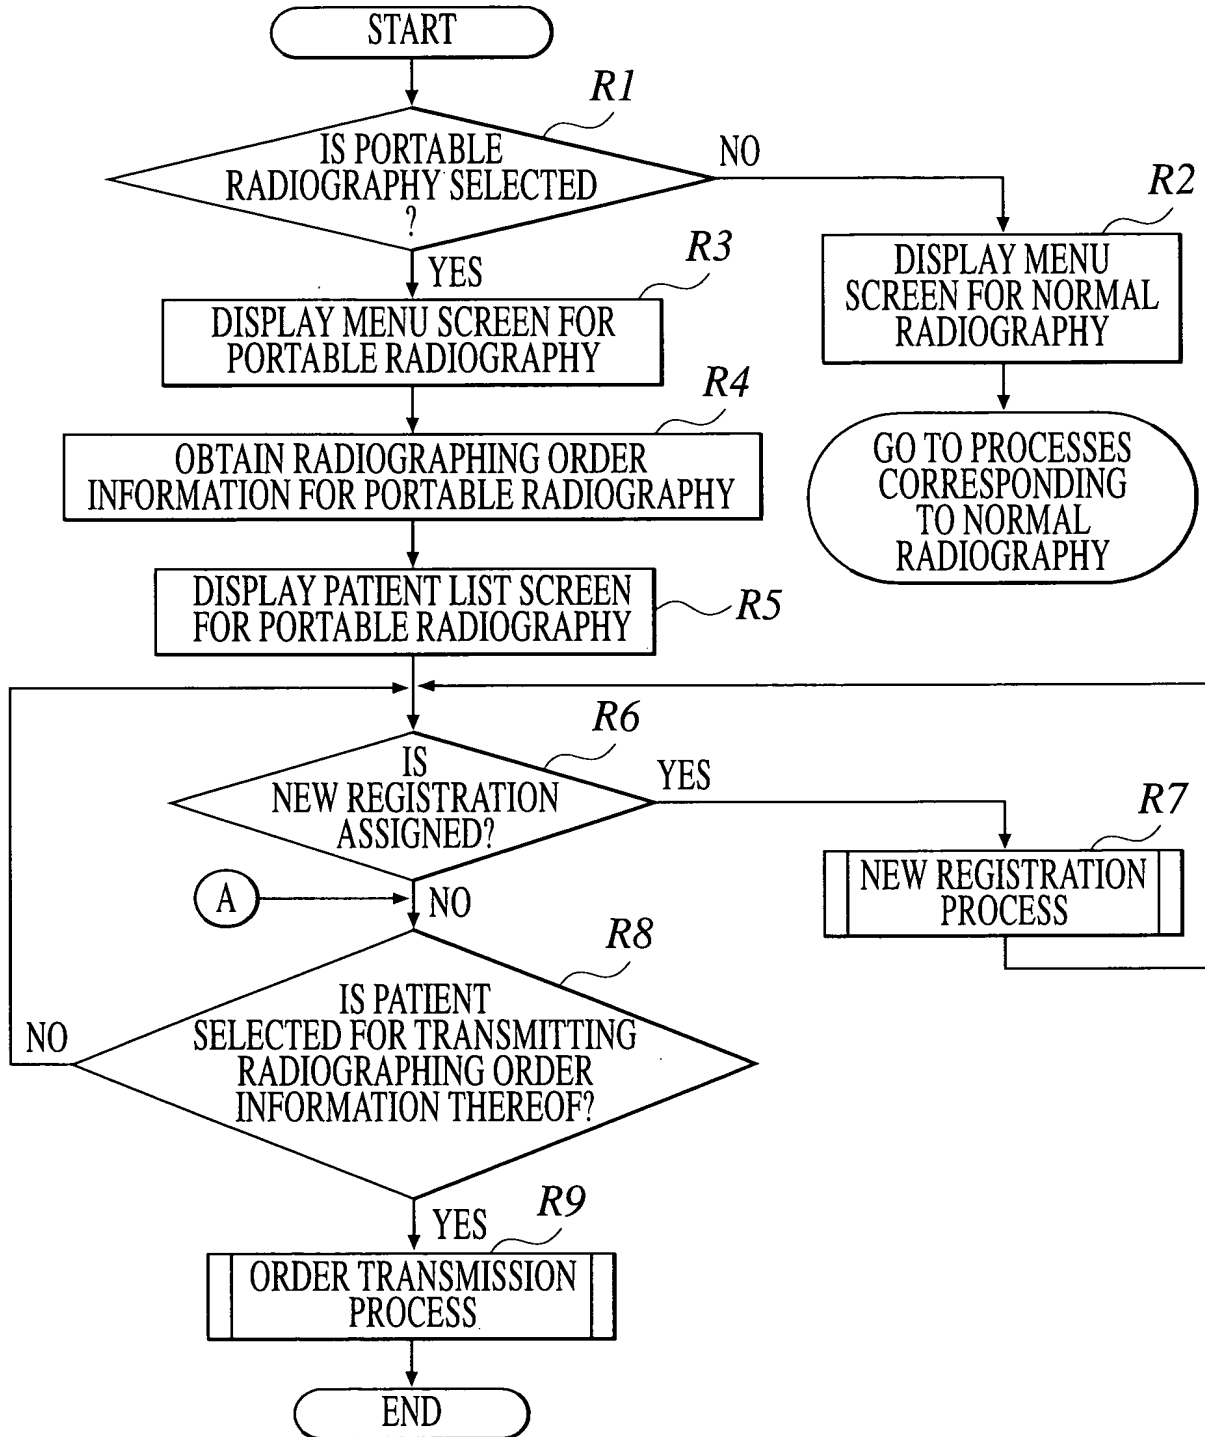 START
R1
IS PORTABLE
RADIOGRAPHY SELECTED
?
NO
R2
DISPLAY MENU
SCREEN FOR NORMAL
RADIOGRAPHY
YES
R3
DISPLAY MENU SCREEN FOR
PORTABLE RADIOGRAPHY
R4
OBTAIN RADIOGRAPHING ORDER
INFORMATION FOR PORTABLE RADIOGRAPHY
GO TO PROCESSES
CORRESPONDING
TO NORMAL
RADIOGRAPHY
DISPLAY PATIENT LIST SCREEN
FOR PORTABLE RADIOGRAPHY
R5
R6
IS
NEW REGISTRATION
ASSIGNED?
YES
R7
NEW REGISTRATION
PROCESS
A
NO
R8
IS PATIENT
SELECTED FOR TRANSMITTING
RADIOGRAPHING ORDER
INFORMATION THEREOF?
NO
YES
R9
ORDER TRANSMISSION
PROCESS
END